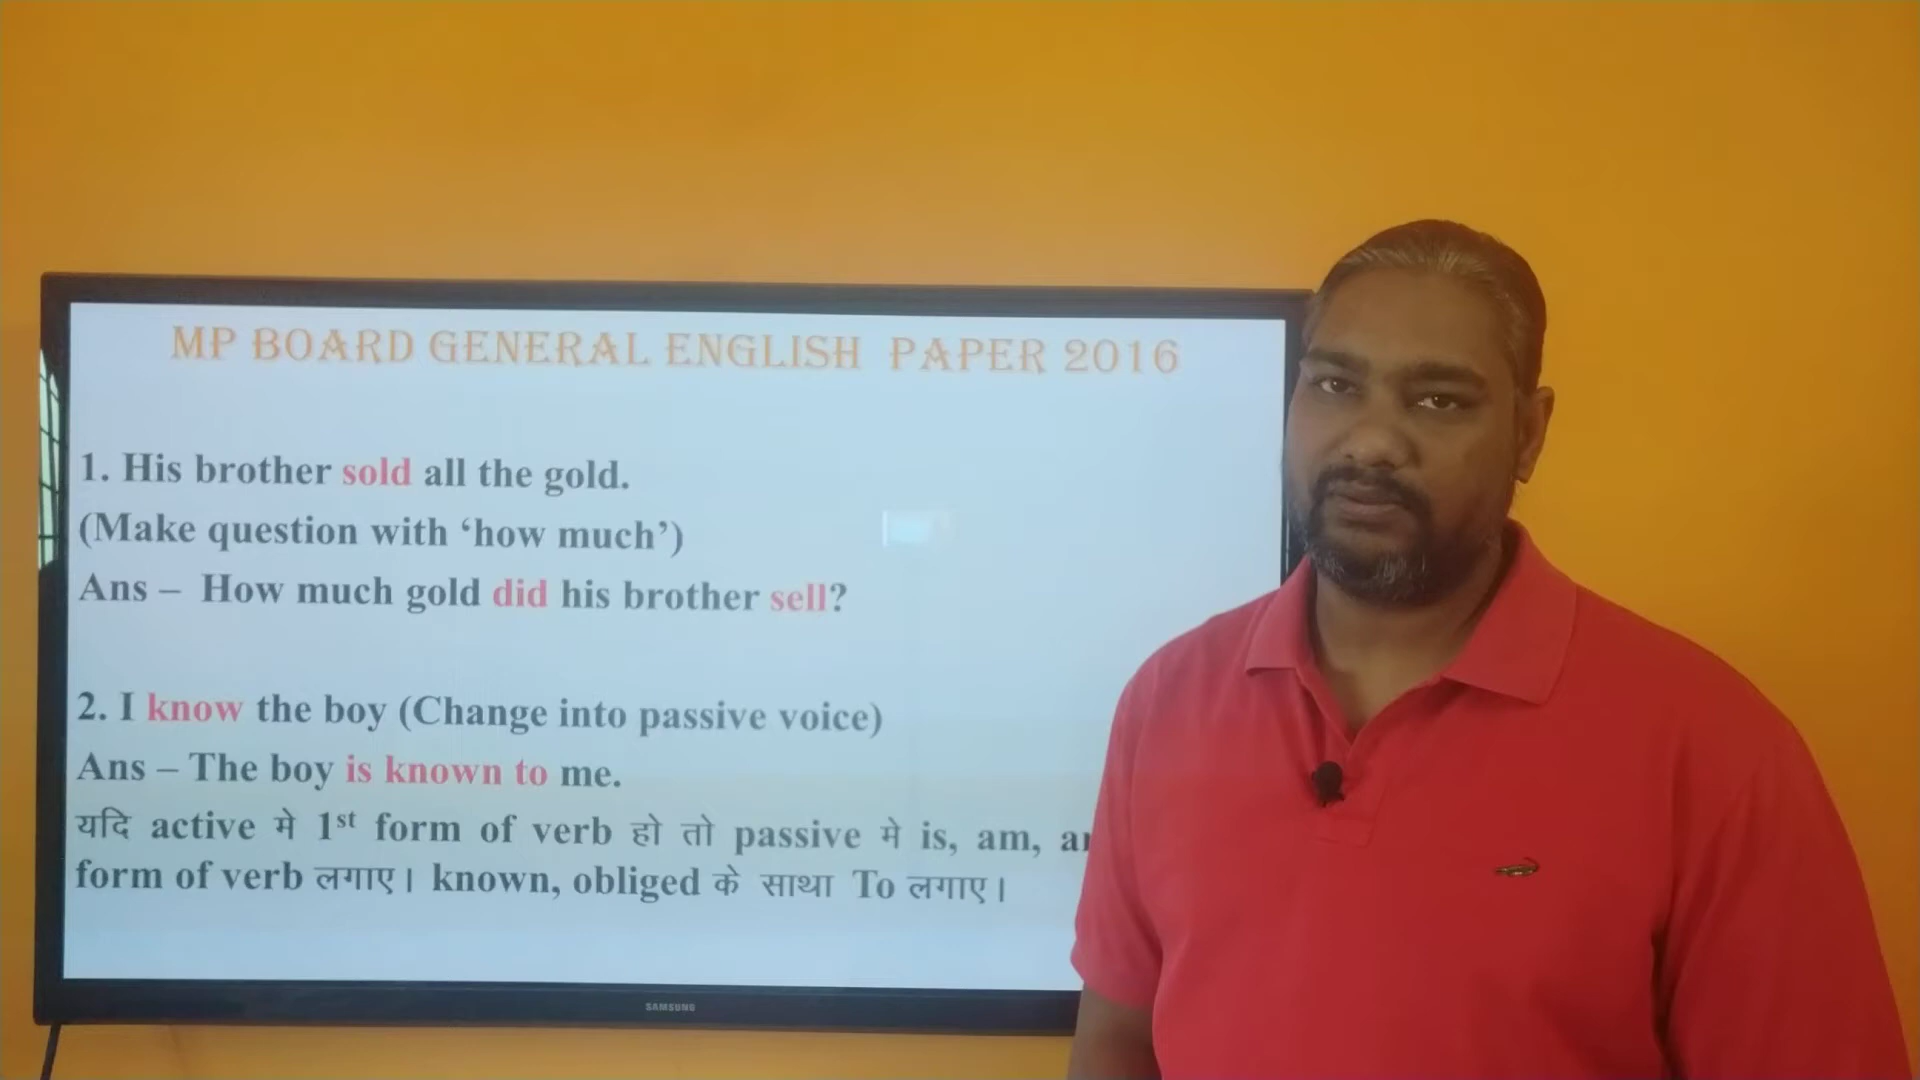 MP BOARD GENERAL ENGLISH PAPER 2016
1. His brother sold all the gold.
(Make question with ‘how much’)
Ans – How much gold did his brother sell?
2. I know the boy (Change into passive voice)
Ans – The boy is known to me.
यदि active मे 1st form of verb हो तो passive मे is, am,
form of verb लगाए। known, obliged के साथा To लगाए।
SAMSUNG